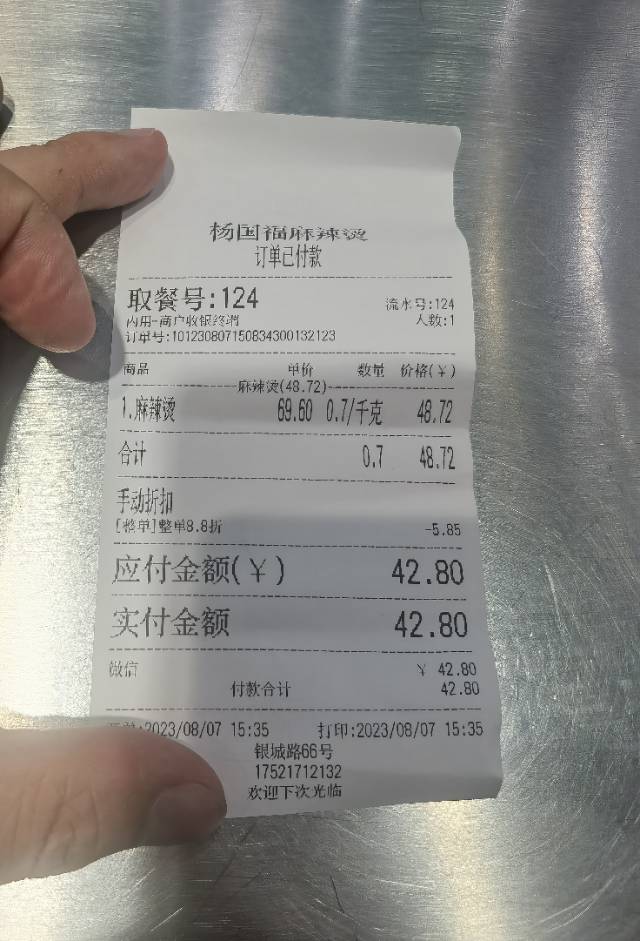 杨国福麻辣烫
订单已付款
取餐号:124 流水号:124
内用-商户收银终端 人数:1
订单号:101230807150834300132123
商品 单价 数量 价格(¥)
麻辣烫(48.72)
1.麻辣烫 69.60 0.7/千克 48.72
合计 0.7 48.72
手动折扣
[整单]整单8.8折 -5.85
应付金额(¥) 42.80
实付金额 42.80
微信 ¥ 42.80
付款合计 42.80
:2023/08/07 15:35 打印:2023/08/07 15:35
银城路66号
17521712132
欢迎下次光临